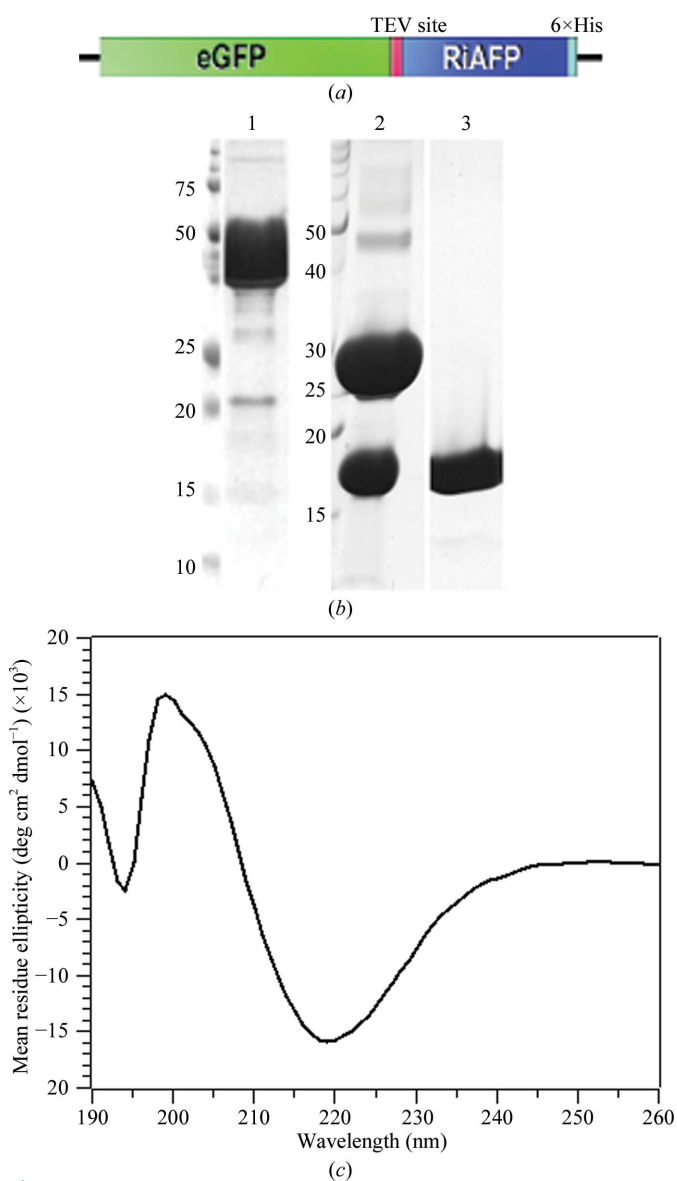 TEV site 6×His
eGFP RiAFP
(a)
1 2 3
75
50
25
20
15
10
50
40
30
25
20
15
(b)
20
15
10
5
0
−5
−10
−15
20
Mean residue ellipticity (deg cm² dmol⁻¹) (×10³)
190 200 210 220 230 240 250 260
Wavelength (nm)
(c)